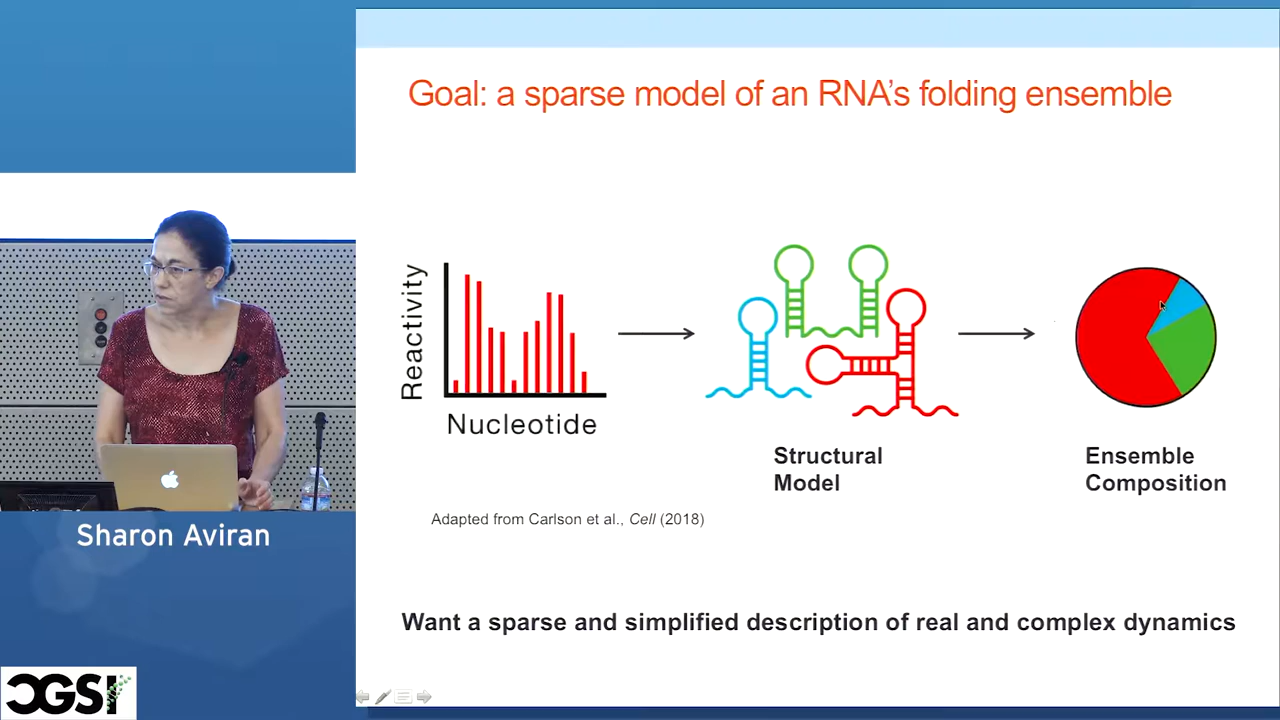 Goal: a sparse model of an RNA's folding ensemble
Reactivity
Nucleotide
Structural
Model
Ensemble
Composition
Adapted from Carlson et al., Cell (2018)
Want a sparse and simplified description of real and complex dynamics
Sharon Aviran
CGSI